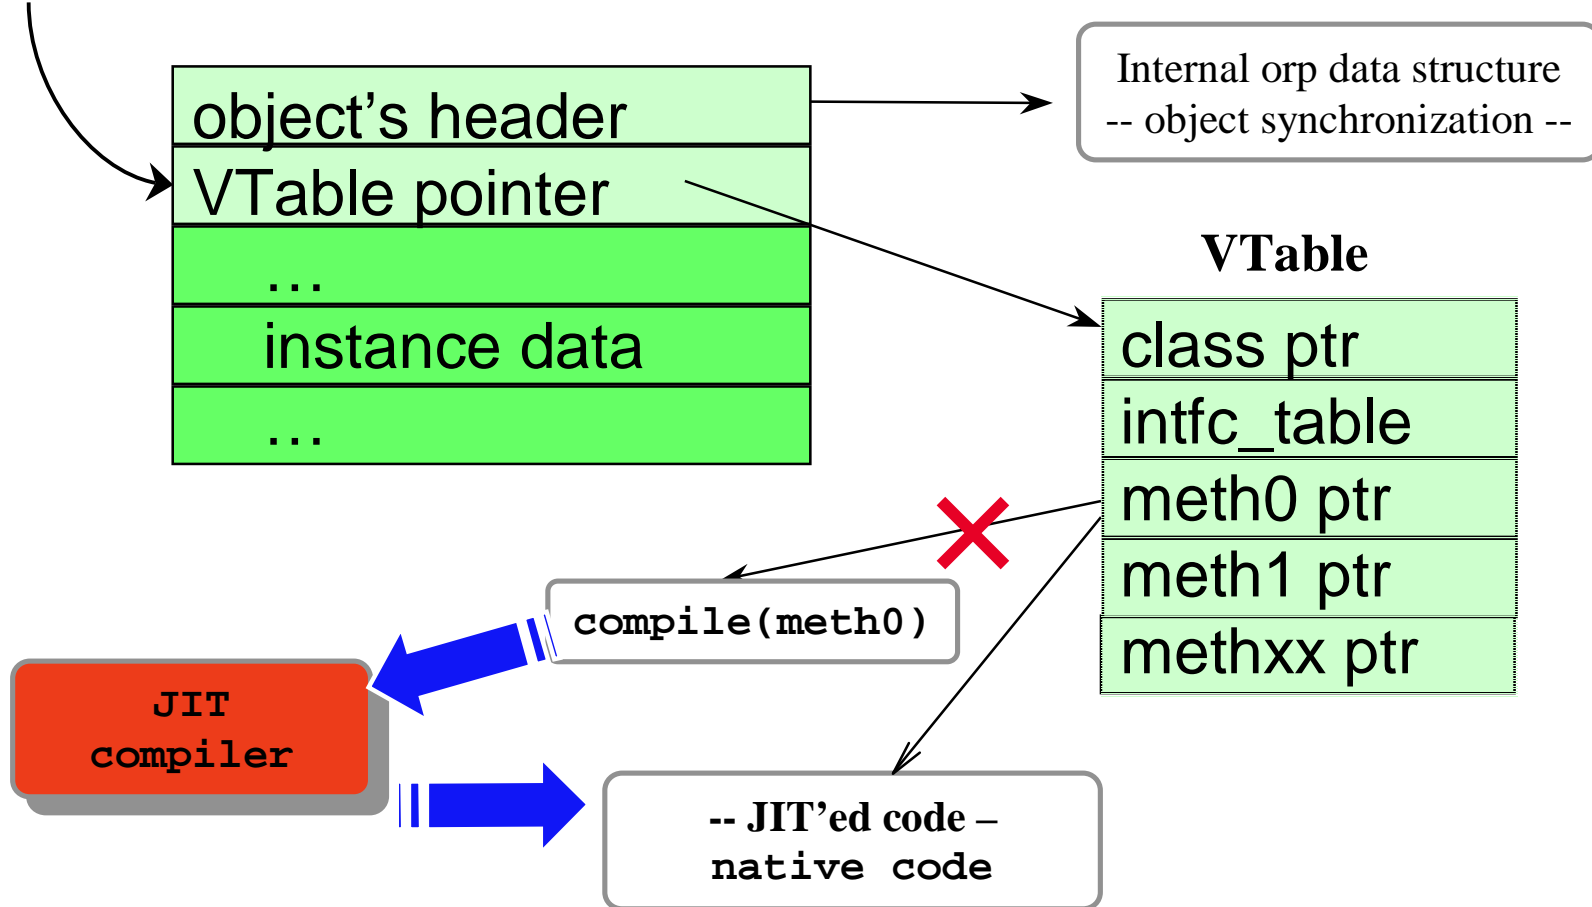 object’s header
VTable pointer
…
instance data
…
Internal orp data structure
-- object synchronization --
VTable
class ptr
intfc_table
meth0 ptr
meth1 ptr
methxx ptr
compile(meth0)
JIT
compiler
-- JIT’ed code –
native code